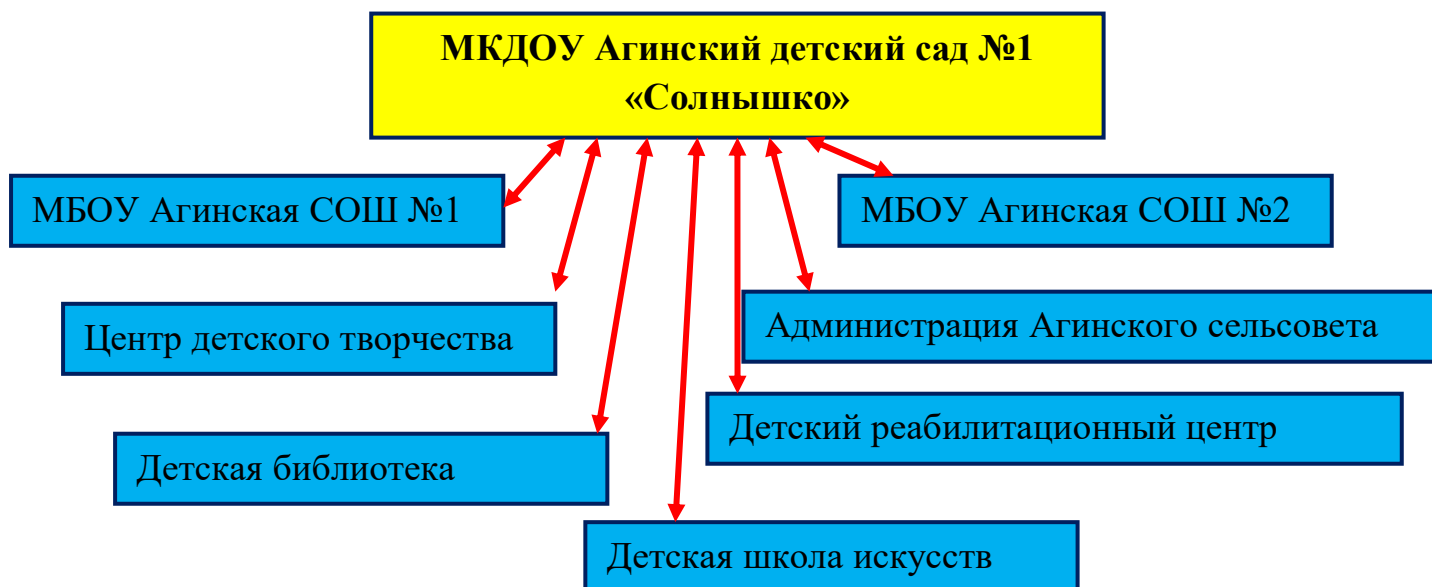 МКДОУ Агинский детский сад №1
«Солнышко»
МБОУ Агинская СОШ №1
МБОУ Агинская СОШ №2
Центр детского творчества
Администрация Агинского сельсовета
Детский реабилитационный центр
Детская библиотека
Детская школа искусств